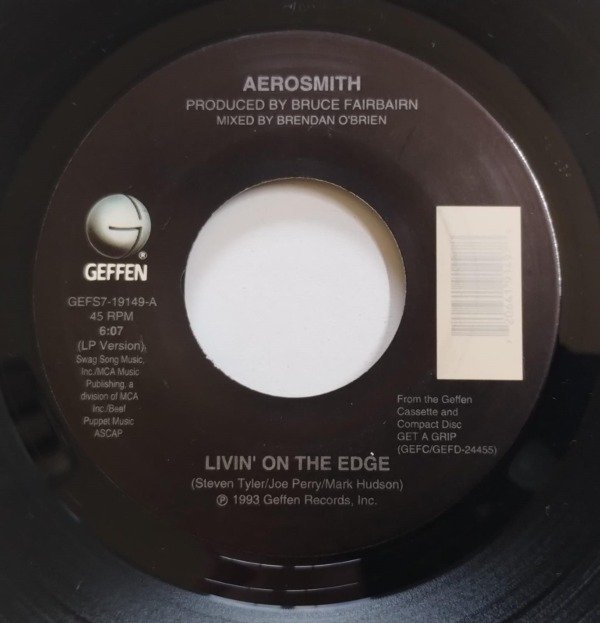 AEROSMITH
PRODUCED BY BRUCE FAIRBAIRN
MIXED BY BRENDAN O'BRIEN
G
®
GEFFEN
GEFS7-19149-A
45 RPM
6:07
(LP Version)
Swag Song Music,
Inc./MCA Music
Publishing, a
division of MCA
Inc./Beef
Puppet Music
ASCAP
From the Geffen
Cassette and
Compact Disc
GET A GRIP
(GEFC/GEFD-24455)
LIVIN' ON THE EDGE
(Steven Tyler/Joe Perry/Mark Hudson)
℗ 1993 Geffen Records, Inc.